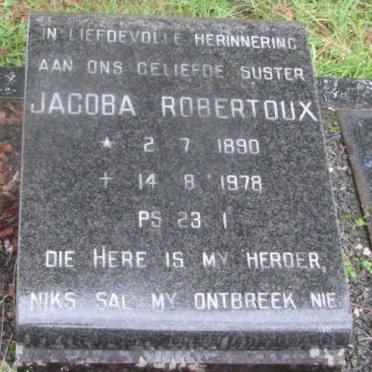 IN LIEFDEVOLLE HERINNERING
AAN ONS GELIEFDE SUSTER
JACOBA ROBERTOUX
★ 2 7 1890
+ 14 8 1978
PS 23 1
DIE HERE IS MY HERDER,
NIKS SAL MY ONTBREEK NIE